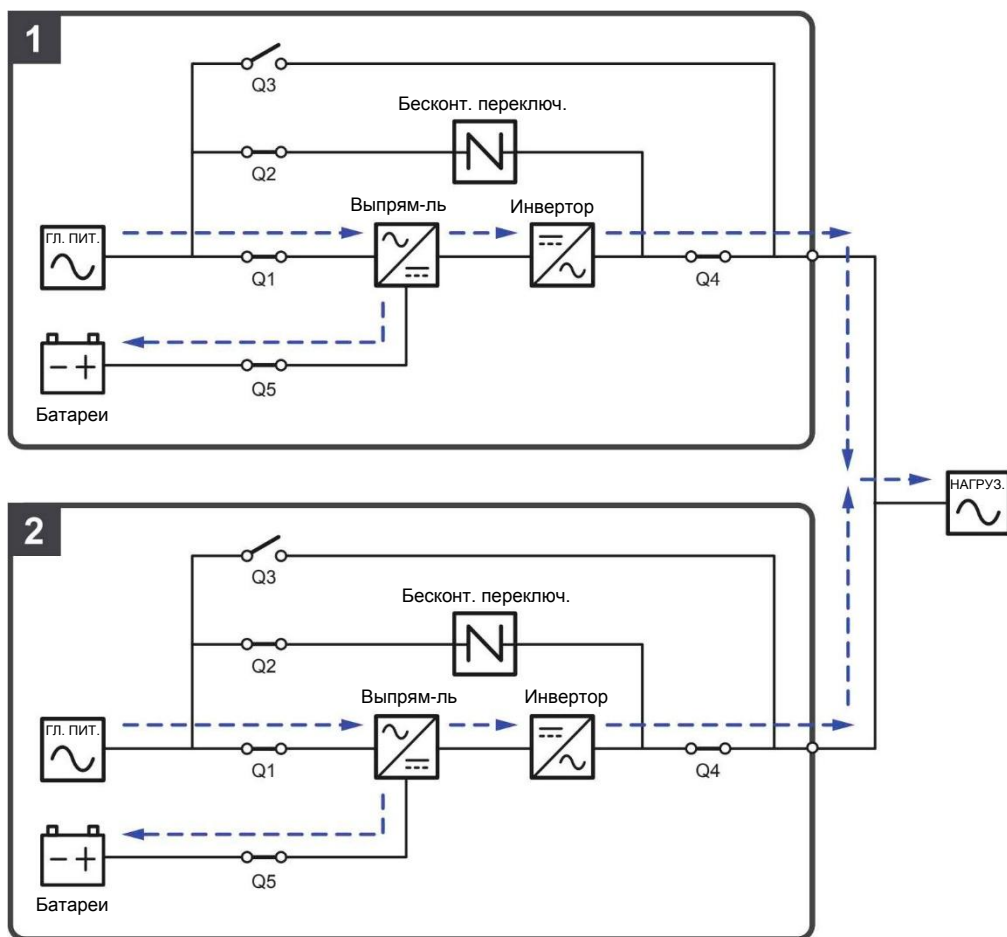 1
Q3
Бесконт. переключ.
Q2
Выпрям-ль
Инвертор
ГЛ. ПИТ.
Q1
Q4
Q5
Батареи
НАГРУЗ.
2
Q3
Бесконт. переключ.
Q2
Выпрям-ль
Инвертор
ГЛ. ПИТ.
Q1
Q4
Q5
Батареи